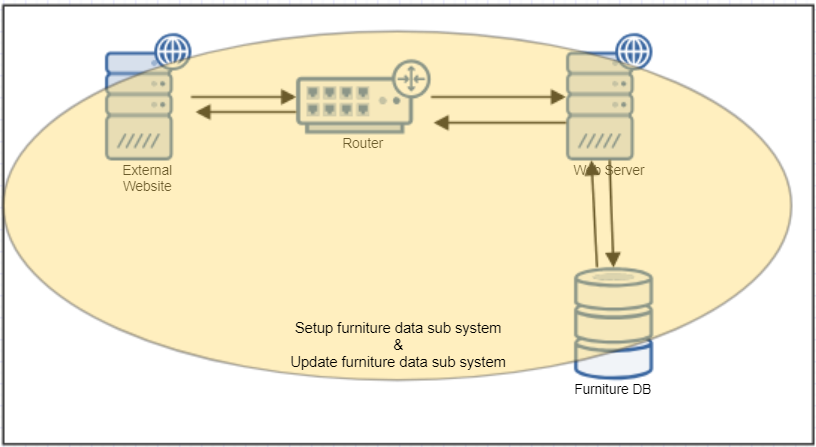 Router
External
Website
Web Server
Setup furniture data sub system
&
Update furniture data sub system
Furniture DB